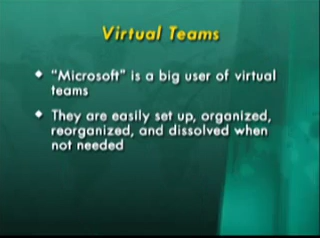 Virtual Teams
◆ "Microsoft" is a big user of virtual
teams
◆ They are easily set up, organized,
reorganized, and dissolved when
not needed